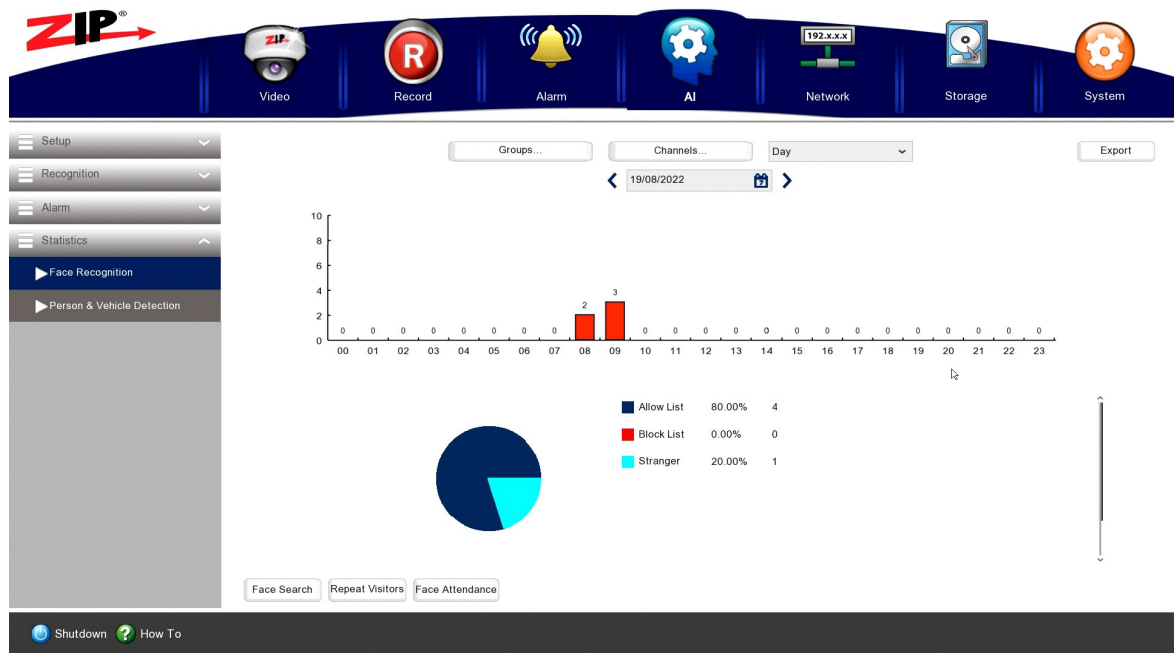 ZIP®
ZIP
R
192.x.x.x
Video Record Alarm AI Network Storage System
Setup
Recognition
Alarm
Statistics
Face Recognition
Person & Vehicle Detection
Groups... Channels... Day Export
19/08/2022 7
10
8
6
4
2
0
0 0 0 0 0 0 0 0 2 3 0 0 0 0 0 0 0 0 0 0 0 0 0 0
00 01 02 03 04 05 06 07 08 09 10 11 12 13 14 15 16 17 18 19 20 21 22 23
Allow List 80.00% 4
Block List 0.00% 0
Stranger 20.00% 1
Face Search Repeat Visitors Face Attendance
Shutdown ? How To